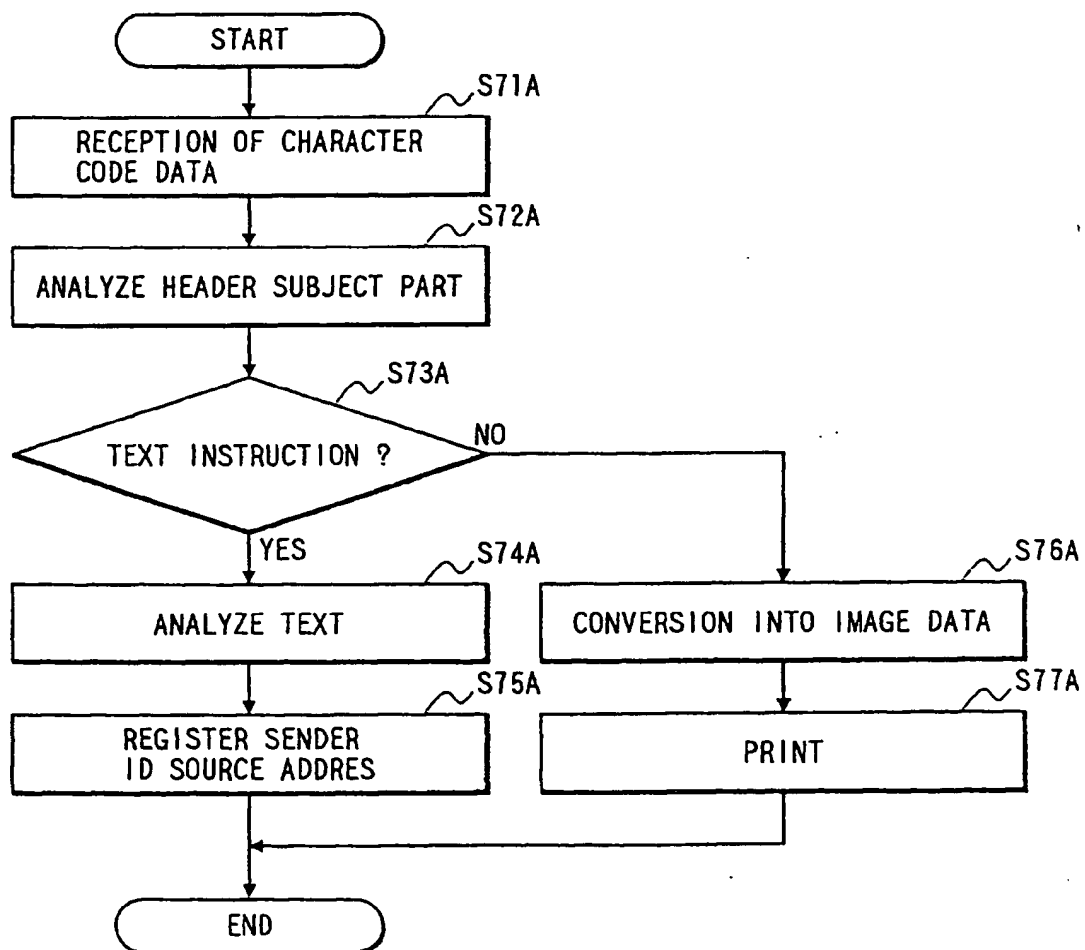 START
S71A
RECEPTION OF CHARACTER
CODE DATA
S72A
ANALYZE HEADER SUBJECT PART
S73A
TEXT INSTRUCTION ?
NO
YES
S74A
ANALYZE TEXT
S76A
CONVERSION INTO IMAGE DATA
S75A
REGISTER SENDER
ID SOURCE ADDRES
S77A
PRINT
END